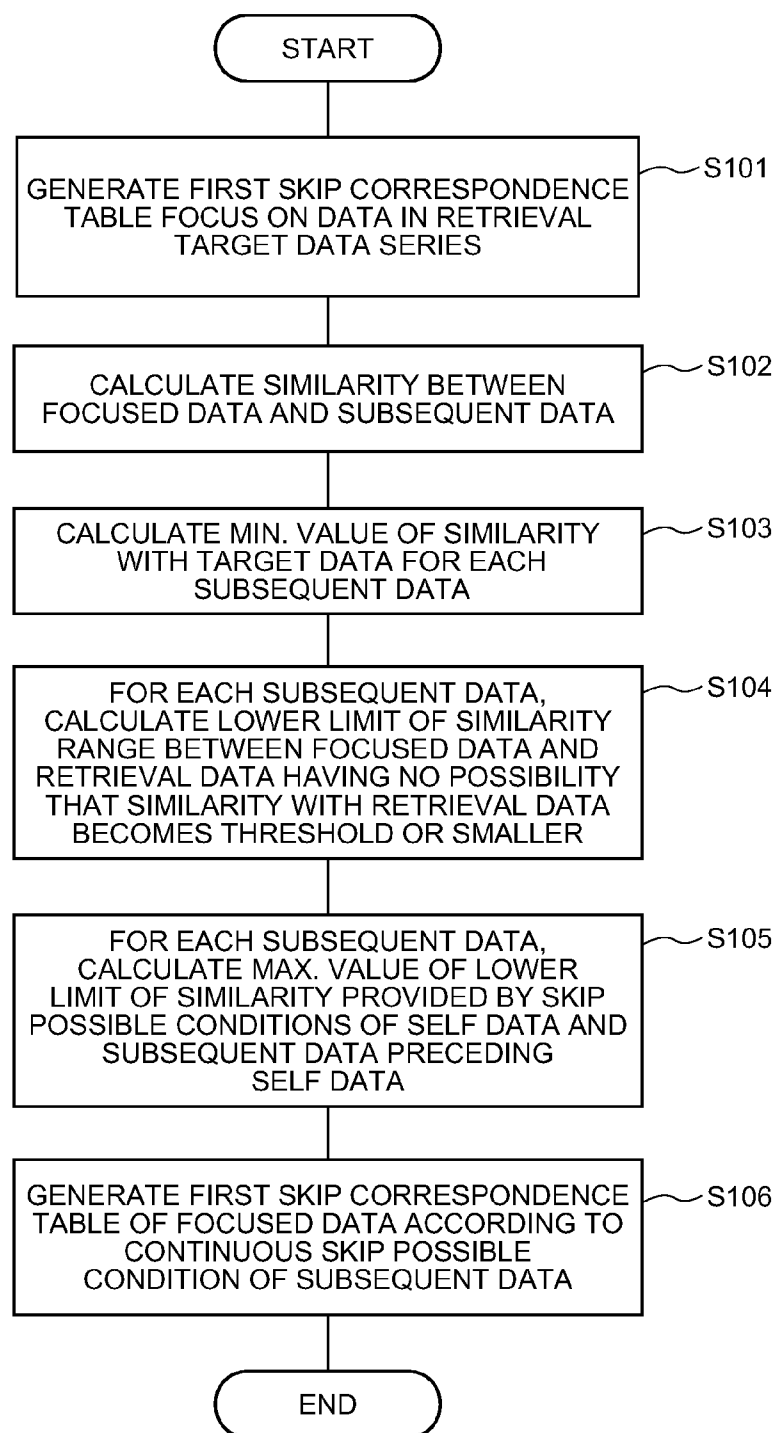 START
GENERATE FIRST SKIP CORRESPONDENCE
TABLE FOCUS ON DATA IN RETRIEVAL
TARGET DATA SERIES
S101
CALCULATE SIMILARITY BETWEEN
FOCUSED DATA AND SUBSEQUENT DATA
S102
CALCULATE MIN. VALUE OF SIMILARITY
WITH TARGET DATA FOR EACH
SUBSEQUENT DATA
S103
FOR EACH SUBSEQUENT DATA,
CALCULATE LOWER LIMIT OF SIMILARITY
RANGE BETWEEN FOCUSED DATA AND
RETRIEVAL DATA HAVING NO POSSIBILITY
THAT SIMILARITY WITH RETRIEVAL DATA
BECOMES THRESHOLD OR SMALLER
S104
FOR EACH SUBSEQUENT DATA,
CALCULATE MAX. VALUE OF LOWER
LIMIT OF SIMILARITY PROVIDED BY SKIP
POSSIBLE CONDITIONS OF SELF DATA AND
SUBSEQUENT DATA PRECEDING
SELF DATA
S105
GENERATE FIRST SKIP CORRESPONDENCE
TABLE OF FOCUSED DATA ACCORDING TO
CONTINUOUS SKIP POSSIBLE
CONDITION OF SUBSEQUENT DATA
S106
END